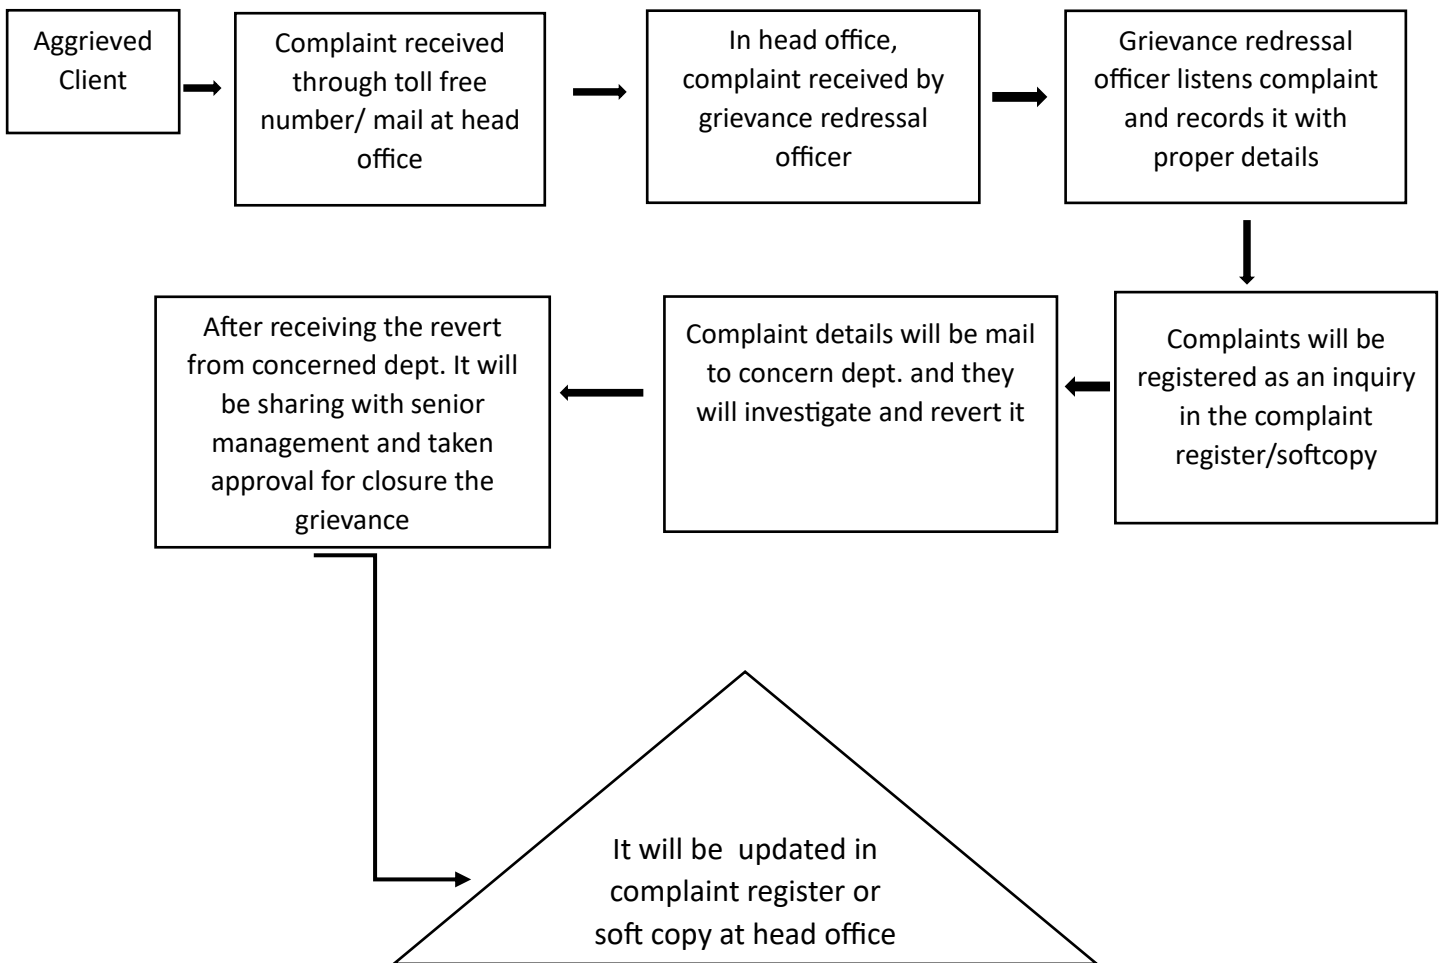 Aggrieved
Client
Complaint received
through toll free
number/ mail at head
office
In head office,
complaint received by
grievance redressal
officer
Grievance redressal
officer listens complaint
and records it with
proper details
Complaints will be
registered as an inquiry
in the complaint
register/softcopy
Complaint details will be mail
to concern dept. and they
will investigate and revert it
After receiving the revert
from concerned dept. It will
be sharing with senior
management and taken
approval for closure the
grievance
It will be  updated in
complaint register or
soft copy at head office